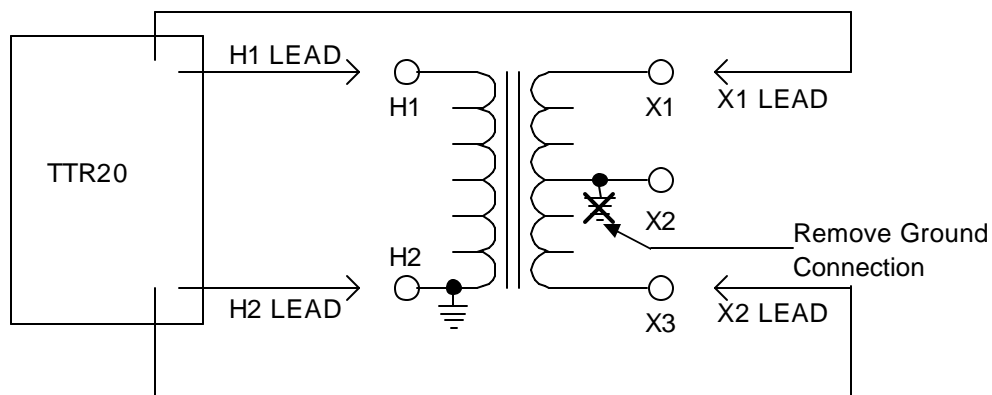 H1 LEAD
H1
X1
X1 LEAD
TTR20
X2
Remove Ground
Connection
H2
H2 LEAD
X3
X2 LEAD